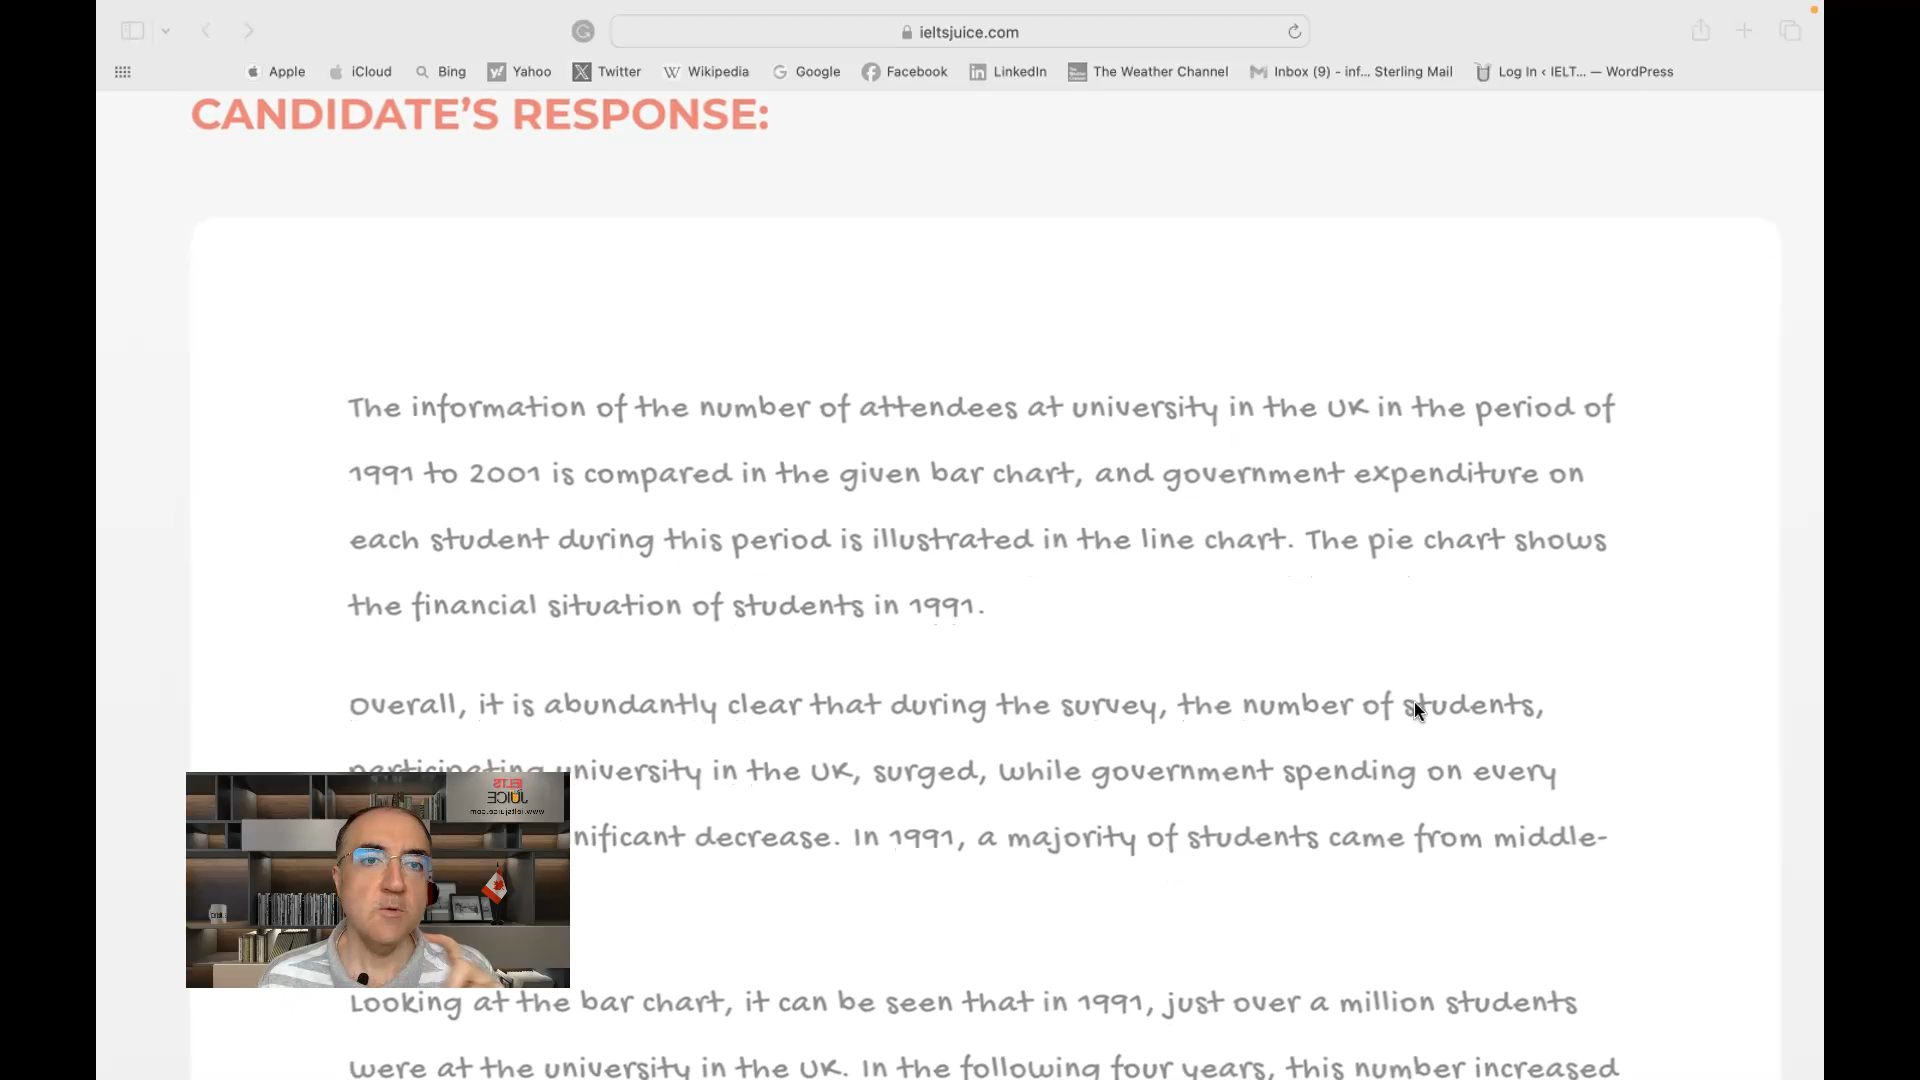 ieltsjuice.com
Apple iCloud Bing Yahoo Twitter Wikipedia Google Facebook LinkedIn The Weather Channel Inbox (9) - inf... Sterling Mail Log In ‹ IELT... — WordPress
CANDIDATE'S RESPONSE:
The information of the number of attendees at university in the UK in the period of
1991 to 2001 is compared in the given bar chart, and government expenditure on
each student during this period is illustrated in the line chart. The pie chart shows
the financial situation of students in 1991.
Overall, it is abundantly clear that during the survey, the number of students,
participating university in the UK, surged, while government spending on every
nificant decrease. In 1991, a majority of students came from middle-
IELTS
JUICE
www.ieltsjuice.com
Looking at the bar chart, it can be seen that in 1991, just over a million students
were at the university in the UK. In the following four years, this number increased